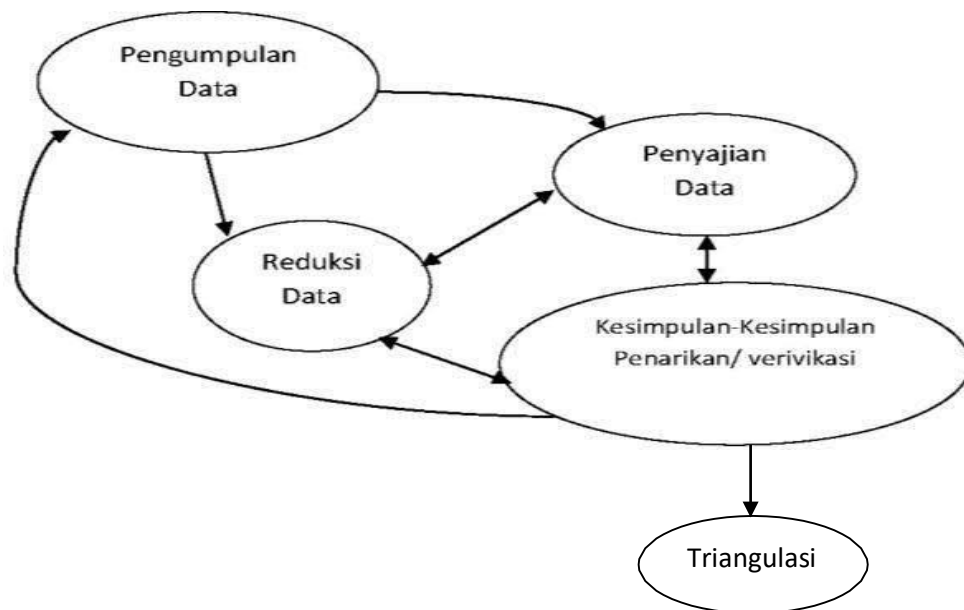 Pengumpulan
Data
Penyajian
Data
Reduksi
Data
Kesimpulan-Kesimpulan
Penarikan/ verivikasi
Triangulasi